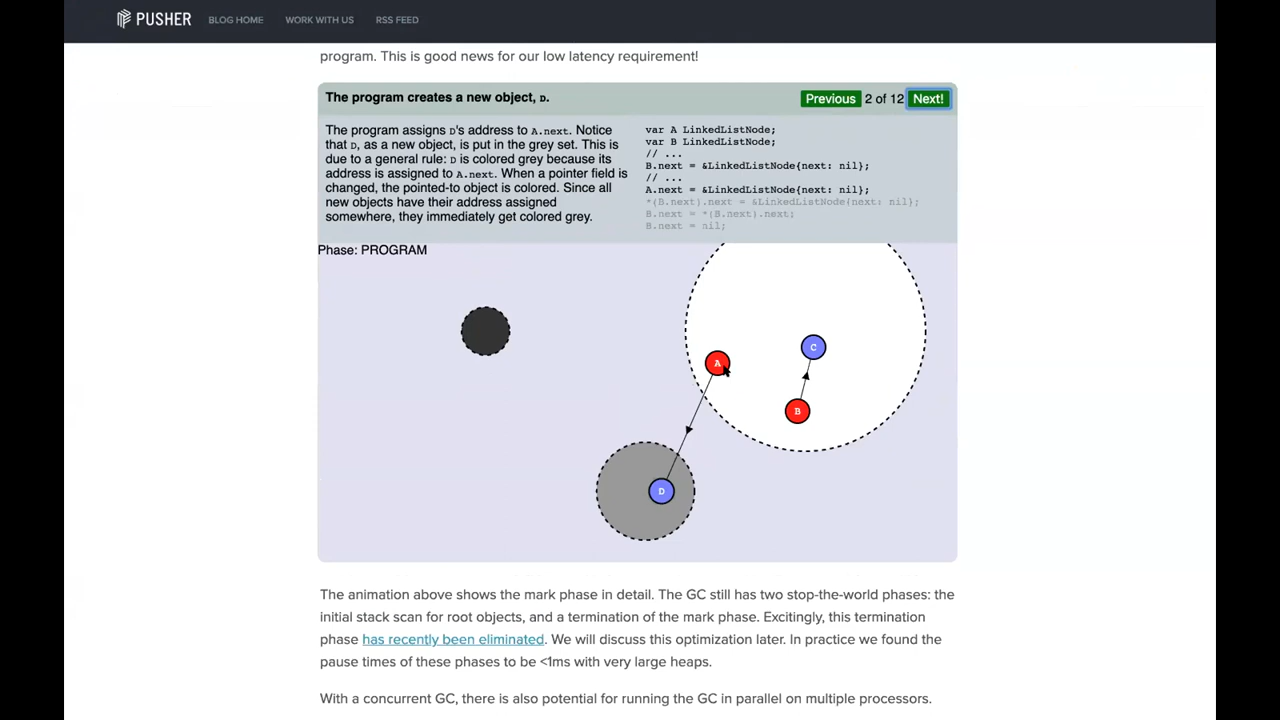 PUSHER BLOG HOME WORK WITH US RSS FEED
program. This is good news for our low latency requirement!
The program creates a new object, D.
Previous 2 of 12 Next!
The program assigns D's address to A.next. Notice
that D, as a new object, is put in the grey set. This is
due to a general rule: D is colored grey because its
address is assigned to A.next. When a pointer field is
changed, the pointed-to object is colored. Since all
new objects have their address assigned
somewhere, they immediately get colored grey.
var A LinkedListNode;
var B LinkedListNode;
// ...
B.next = &LinkedListNode{next: nil};
// ...
A.next = &LinkedListNode{next: nil};
*(B.next).next = &LinkedListNode{next: nil};
B.next = *(B.next).next;
B.next = nil;
Phase: PROGRAM
C
A
B
D
The animation above shows the mark phase in detail. The GC still has two stop-the-world phases: the
initial stack scan for root objects, and a termination of the mark phase. Excitingly, this termination
phase has recently been eliminated. We will discuss this optimization later. In practice we found the
pause times of these phases to be <1ms with very large heaps.
With a concurrent GC, there is also potential for running the GC in parallel on multiple processors.